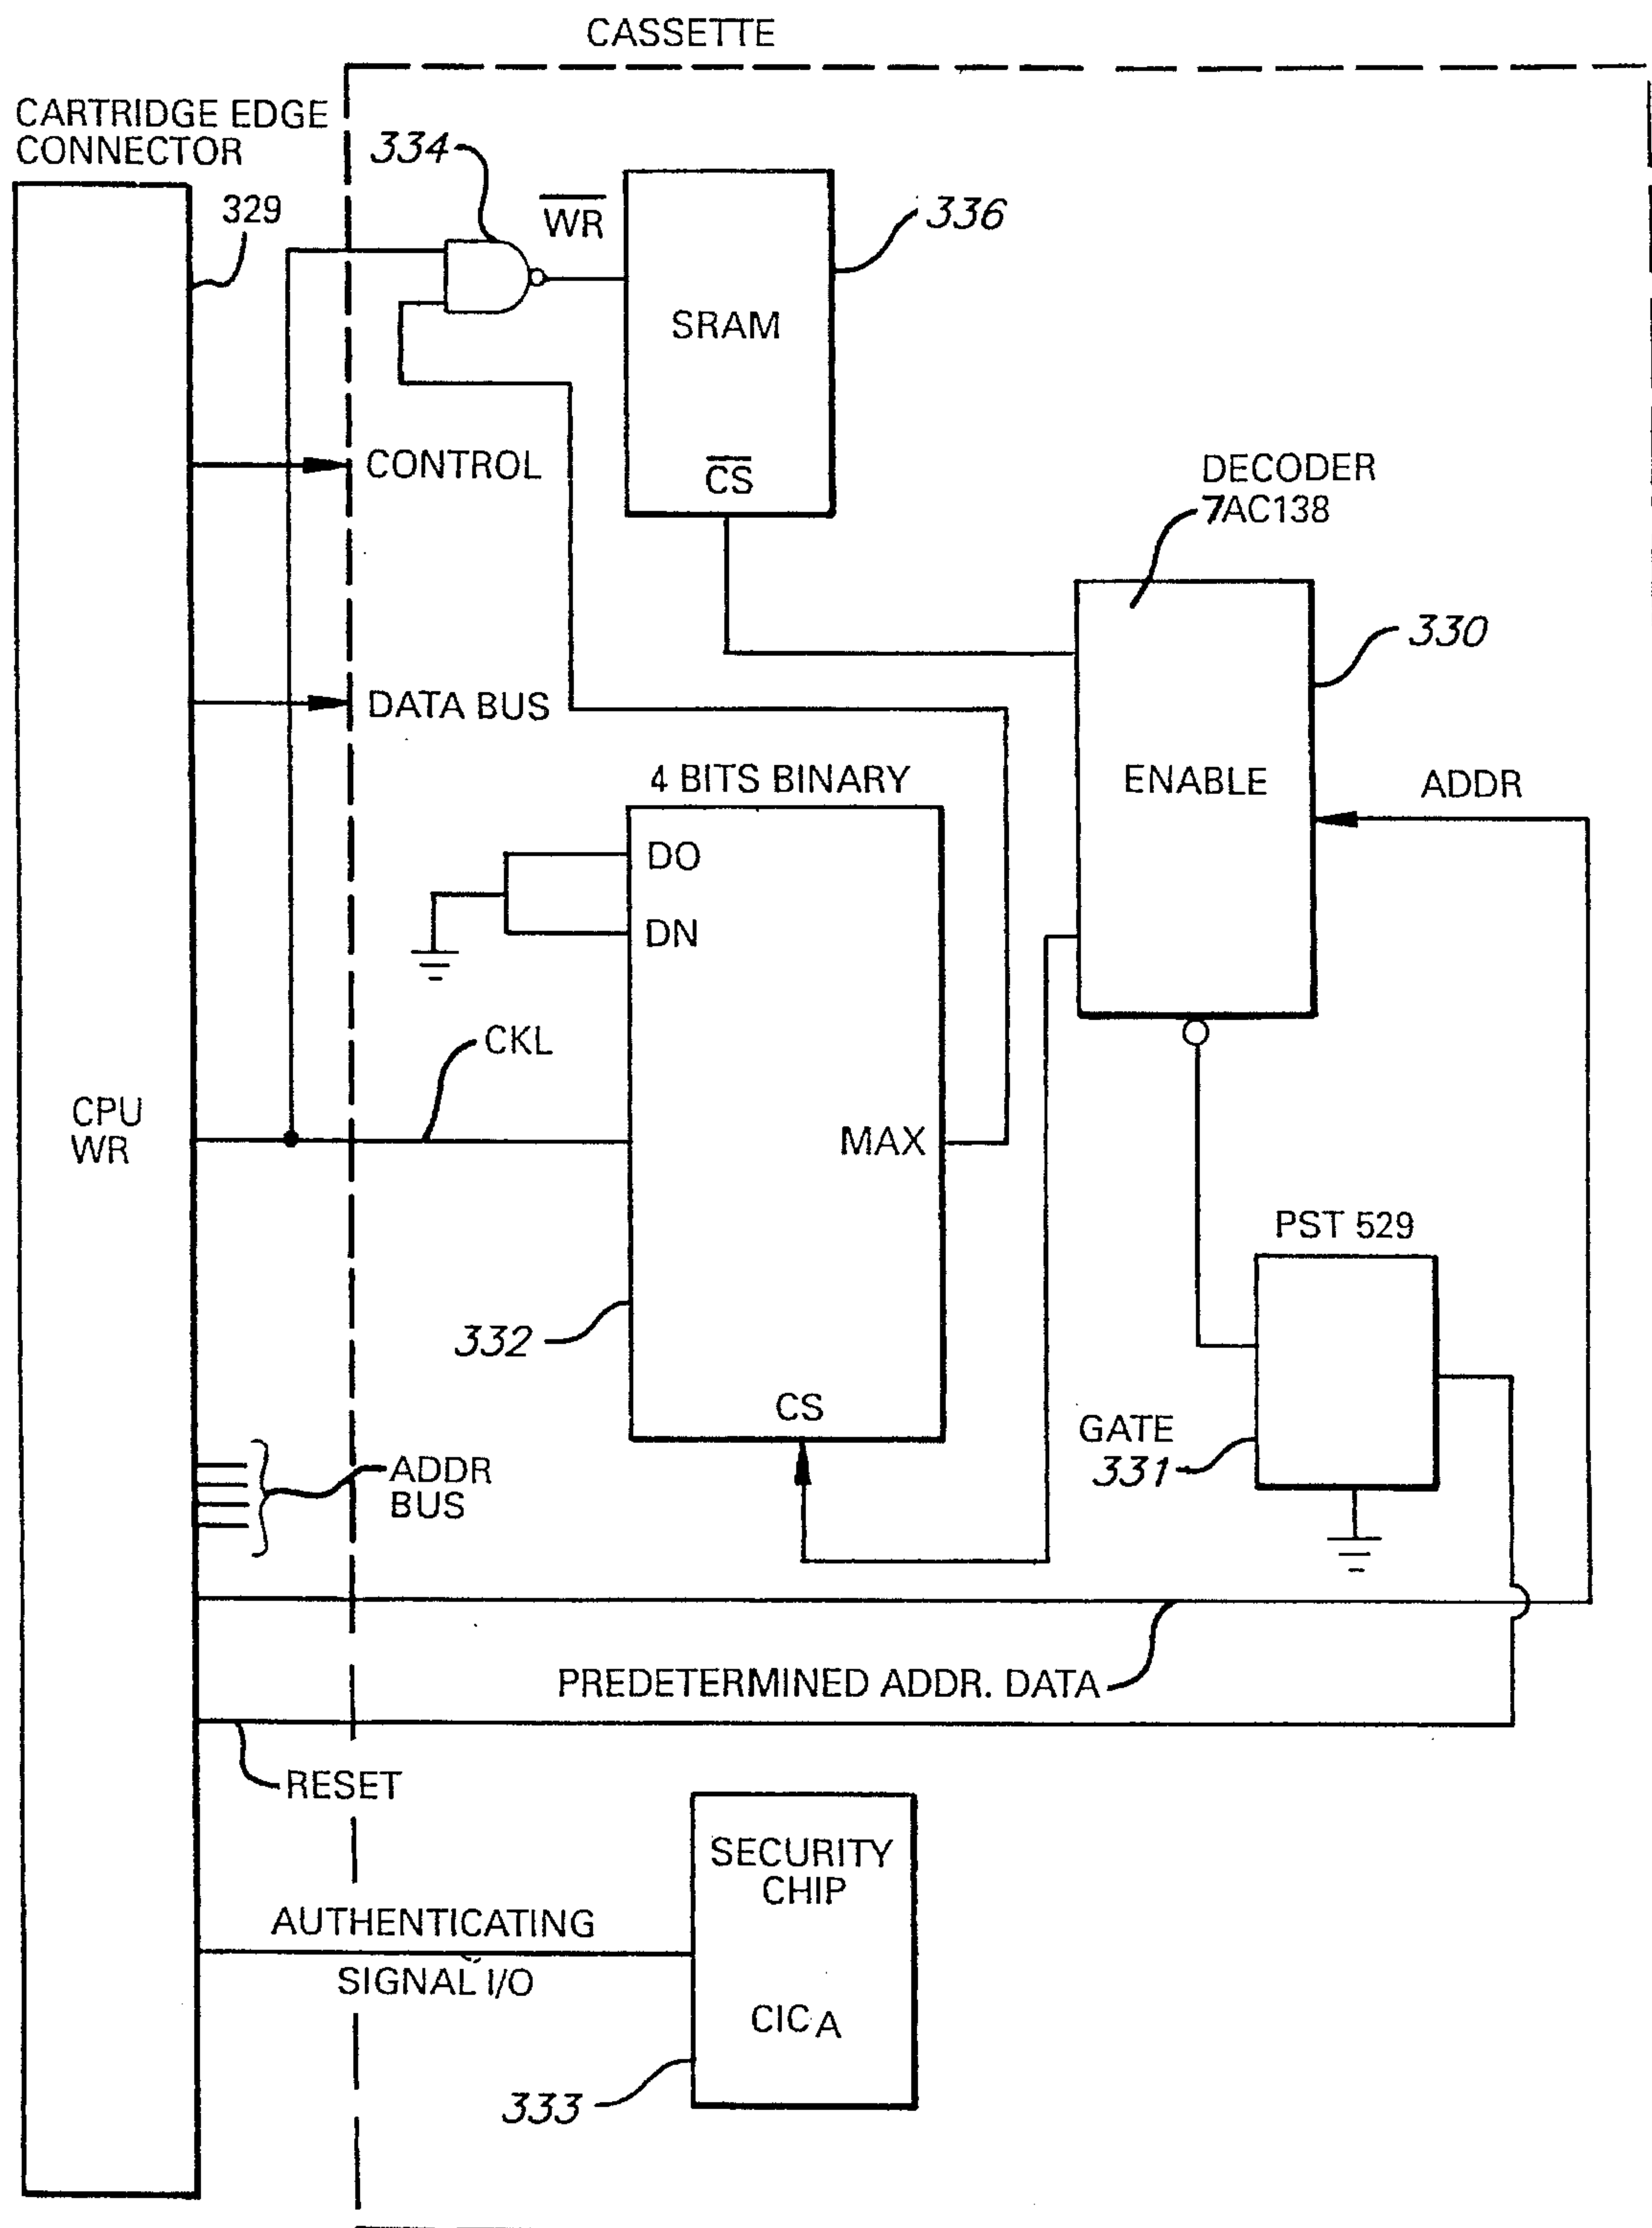 CASSETTE
CARTRIDGE EDGE
CONNECTOR
334
329
WR
336
SRAM
CONTROL
CS
DECODER
7AC138
330
DATA BUS
4 BITS BINARY
ENABLE
ADDR
DO
DN
CKL
CPU
WR
MAX
PST 529
332
CS
GATE
331
ADDR
BUS
PREDETERMINED ADDR. DATA
RESET
SECURITY
CHIP
AUTHENTICATING
SIGNAL I/O
CIC A
333